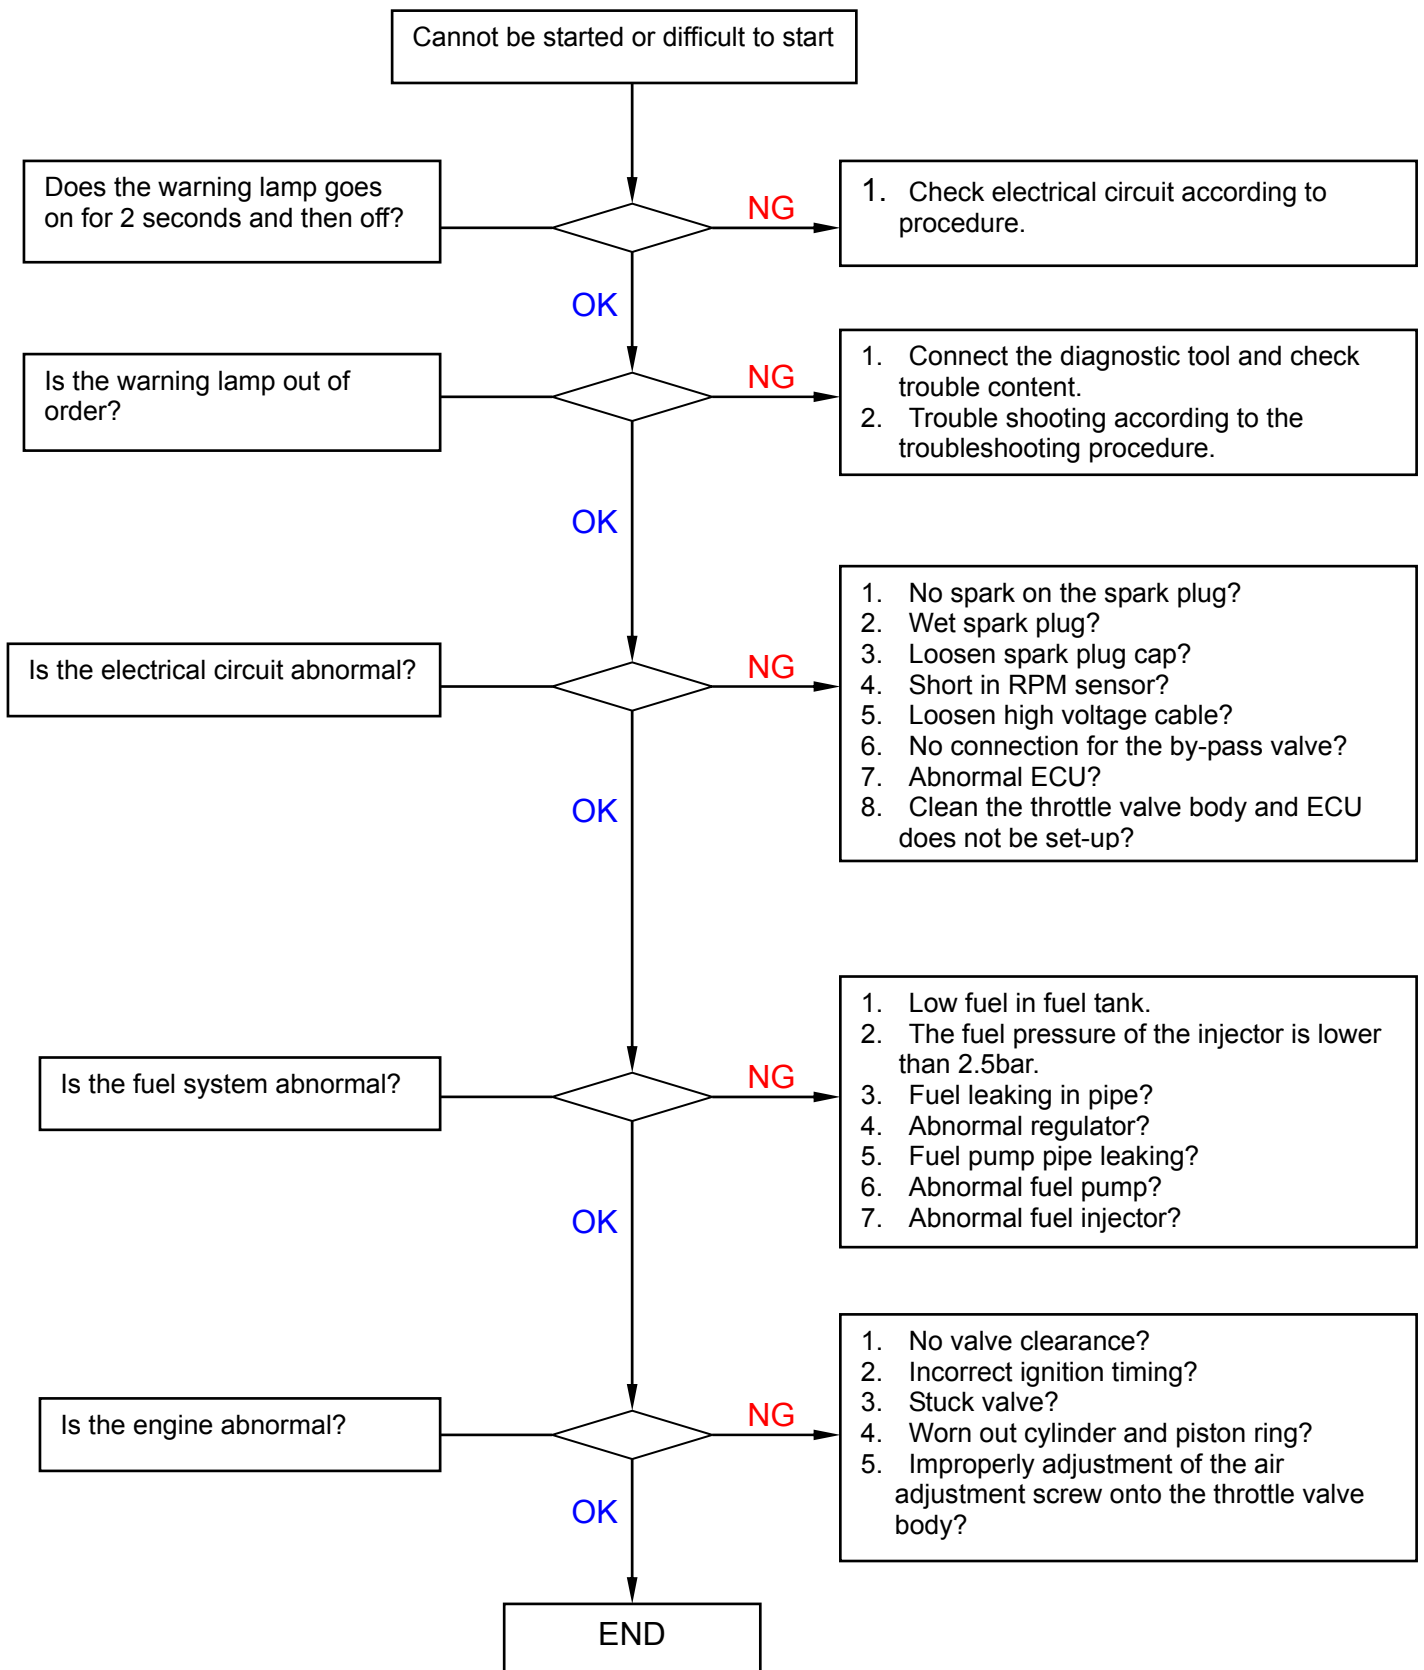 Cannot be started or difficult to start
Does the warning lamp goes
on for 2 seconds and then off?
NG
1. Check electrical circuit according to
procedure.
OK
Is the warning lamp out of
order?
NG
1. Connect the diagnostic tool and check
trouble content.
2. Trouble shooting according to the
troubleshooting procedure.
OK
Is the electrical circuit abnormal?
NG
1. No spark on the spark plug?
2. Wet spark plug?
3. Loosen spark plug cap?
4. Short in RPM sensor?
5. Loosen high voltage cable?
6. No connection for the by-pass valve?
7. Abnormal ECU?
8. Clean the throttle valve body and ECU
does not be set-up?
OK
Is the fuel system abnormal?
NG
1. Low fuel in fuel tank.
2. The fuel pressure of the injector is lower
than 2.5bar.
3. Fuel leaking in pipe?
4. Abnormal regulator?
5. Fuel pump pipe leaking?
6. Abnormal fuel pump?
7. Abnormal fuel injector?
OK
Is the engine abnormal?
NG
1. No valve clearance?
2. Incorrect ignition timing?
3. Stuck valve?
4. Worn out cylinder and piston ring?
5. Improperly adjustment of the air
adjustment screw onto the throttle valve
body?
OK
END